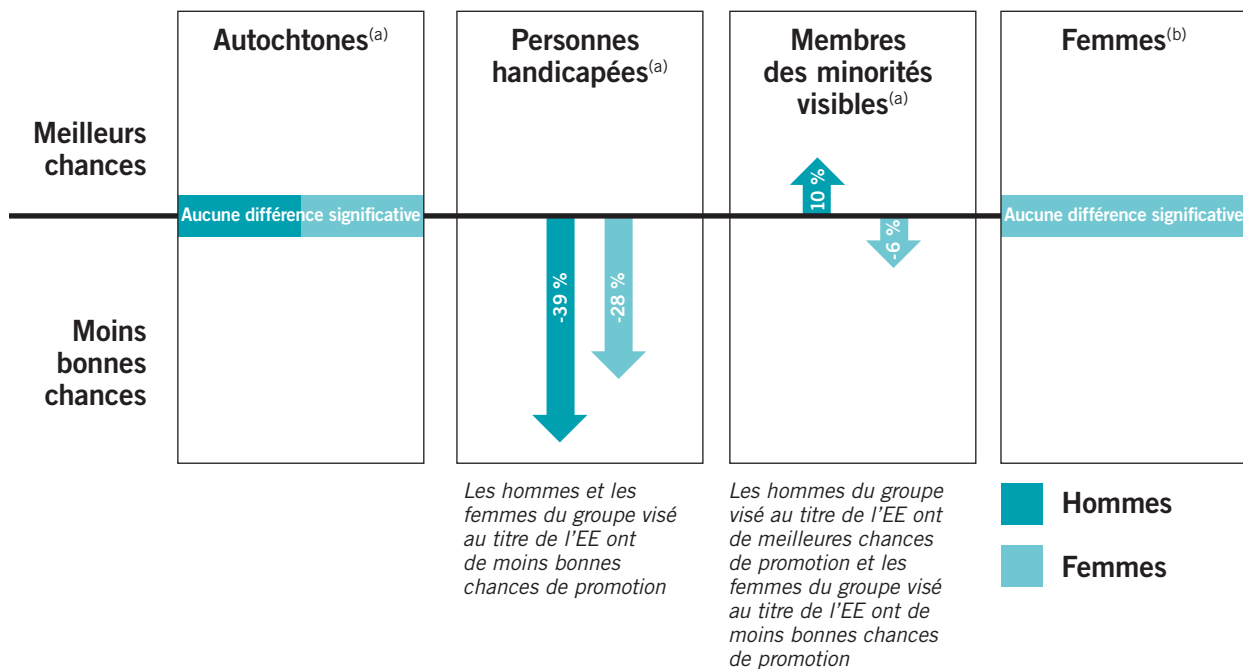 Autochtones(a)
Personnes
handicapées(a)
Membres
des minorités
visibles(a)
Femmes(b)
Meilleurs
chances
Aucune différence significative
10 %
-6 %
Aucune différence significative
-39 %
-28 %
Moins
bonnes
chances
Les hommes et les
femmes du groupe visé
au titre de l’EE ont
de moins bonnes
chances de promotion
Les hommes du groupe
visé au titre de l’EE ont
de meilleures chances
de promotion et les
femmes du groupe visé
au titre de l’EE ont de
moins bonnes chances
de promotion
Hommes
Femmes